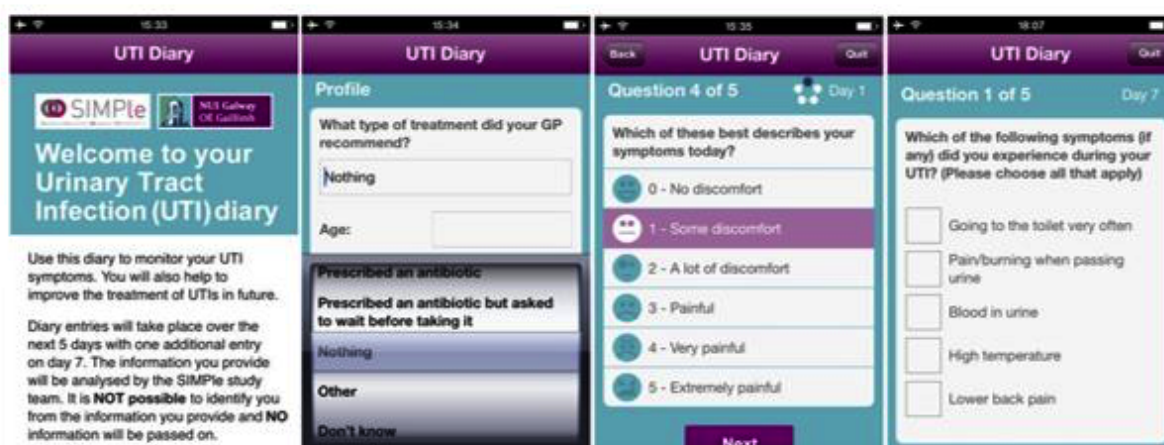 15:33
UTI Diary
SIMPle
NUI Galway
OÉ Gaillimh
Welcome to your
Urinary Tract
Infection (UTI) diary
Use this diary to monitor your UTI
symptoms. You will also help to
improve the treatment of UTIs in future.
Diary entries will take place over the
next 5 days with one additional entry
on day 7. The information you provide
will be analysed by the SIMPle study
team. It is NOT possible to identify you
from the information you provide and NO
information will be passed on.
15:34
UTI Diary
Profile
What type of treatment did your GP
recommend?
Nothing
Age:
Prescribed an antibiotic
Prescribed an antibiotic but asked
to wait before taking it
Nothing
Other
Don't know
15:35
Back
UTI Diary
Quit
Question 4 of 5
Day 1
Which of these best describes your
symptoms today?
0 - No discomfort
1 - Some discomfort
2 - A lot of discomfort
3 - Painful
4 - Very painful
5 - Extremely painful
Next
18:07
UTI Diary
Quit
Question 1 of 5
Day 7
Which of the following symptoms (if
any) did you experience during your
UTI? (Please choose all that apply)
Going to the toilet very often
Pain/burning when passing
urine
Blood in urine
High temperature
Lower back pain